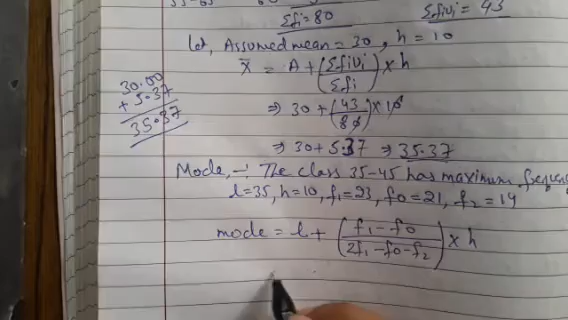 Σfi = 80
Σfivi = 43
Let, Assumed mean = 30, h = 10
x̄ = A + (Σfivi / Σfi) × h
30.00
+ 5.37
35.37
⇒ 30 + (43 / 80) × 10
⇒ 30 + 5.37 ⇒ 35.37
Mode, → The class 35-45 has maximum frequency
l = 35, h = 10, f1 = 23, f0 = 21, f2 = 14
mode = l + (f1 - f0 / 2f1 - f0 - f2) × h